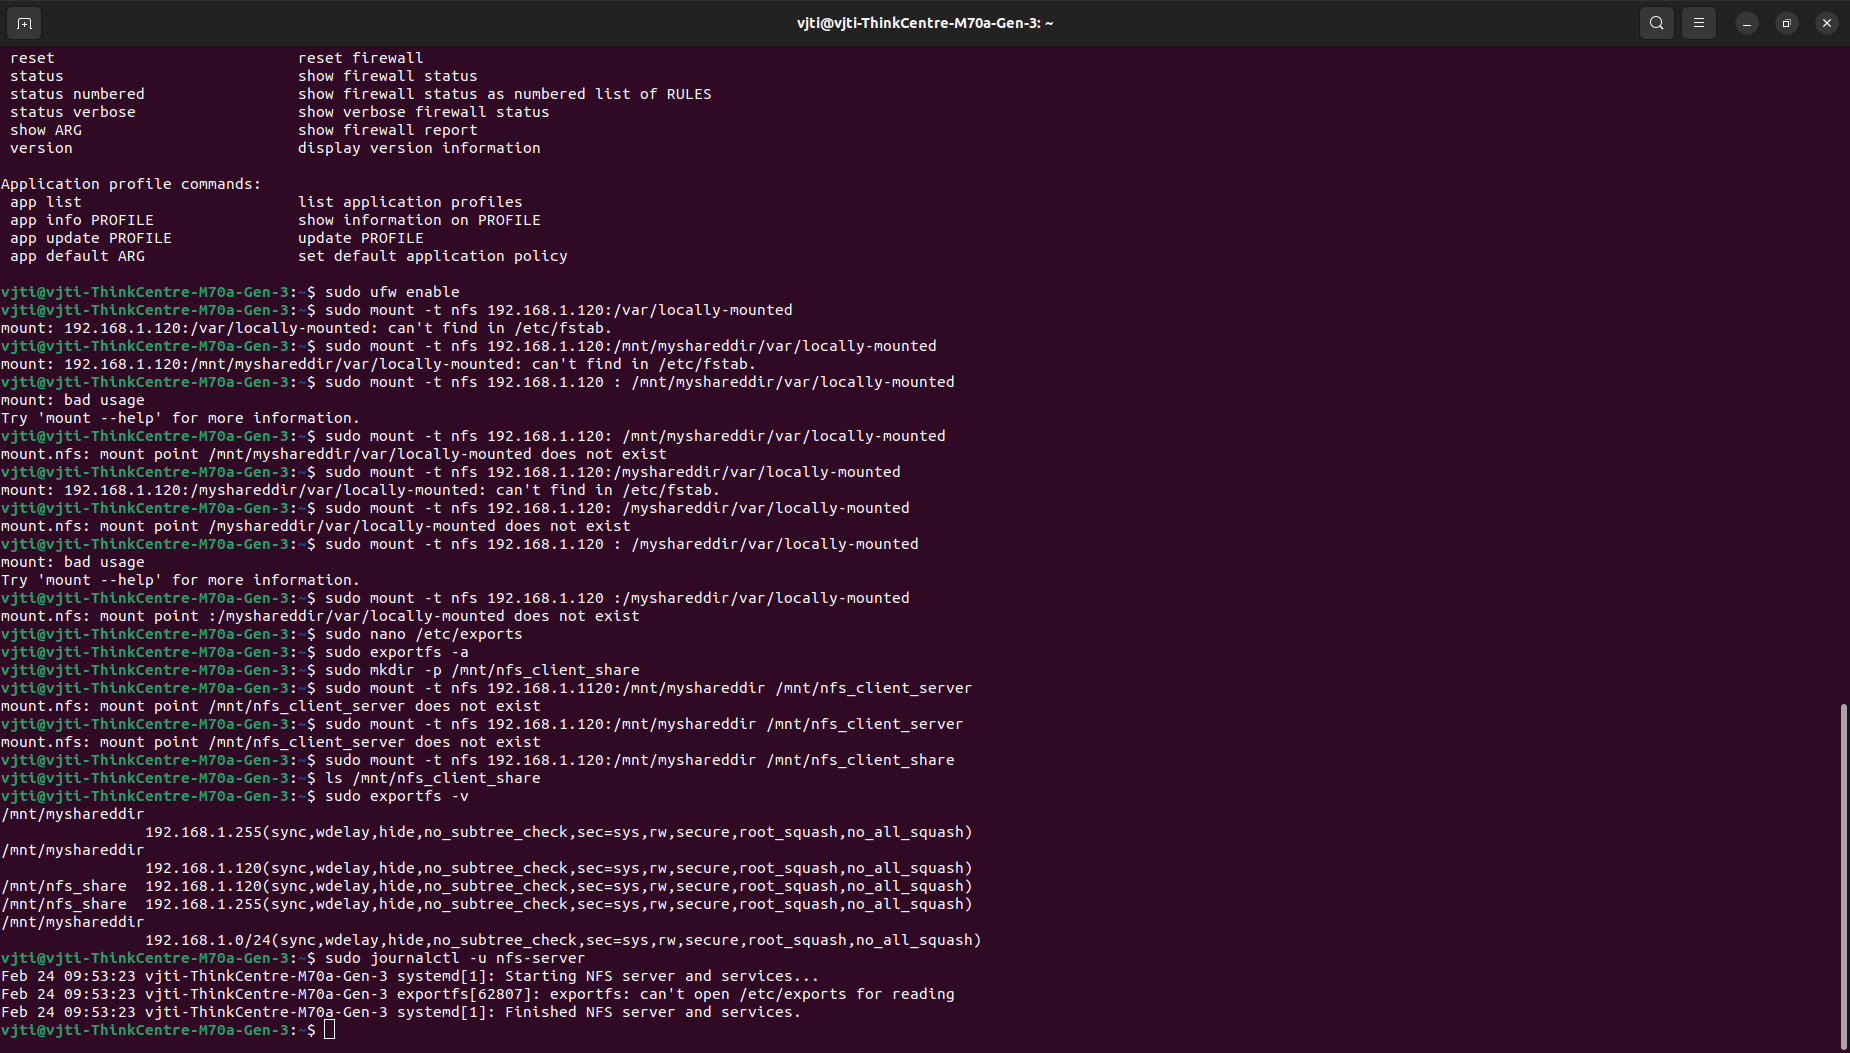 vjti@vjti-ThinkCentre-M70a-Gen-3: ~
reset                      reset firewall
status                     show firewall status
status numbered            show firewall status as numbered list of RULES
status verbose             show verbose firewall status
show ARG                   show firewall report
version                    display version information
Application profile commands:
app list                   list application profiles
app info PROFILE           show information on PROFILE
app update PROFILE         update PROFILE
app default ARG            set default application policy
vjti@vjti-ThinkCentre-M70a-Gen-3:~$ sudo ufw enable
vjti@vjti-ThinkCentre-M70a-Gen-3:~$ sudo mount -t nfs 192.168.1.120:/var/locally-mounted
mount: 192.168.1.120:/var/locally-mounted: can't find in /etc/fstab.
vjti@vjti-ThinkCentre-M70a-Gen-3:~$ sudo mount -t nfs 192.168.1.120:/mnt/myshareddir/var/locally-mounted
mount: 192.168.1.120:/mnt/myshareddir/var/locally-mounted: can't find in /etc/fstab.
vjti@vjti-ThinkCentre-M70a-Gen-3:~$ sudo mount -t nfs 192.168.1.120 : /mnt/myshareddir/var/locally-mounted
mount: bad usage
Try 'mount --help' for more information.
vjti@vjti-ThinkCentre-M70a-Gen-3:~$ sudo mount -t nfs 192.168.1.120: /mnt/myshareddir/var/locally-mounted
mount.nfs: mount point /mnt/myshareddir/var/locally-mounted does not exist
vjti@vjti-ThinkCentre-M70a-Gen-3:~$ sudo mount -t nfs 192.168.1.120:/myshareddir/var/locally-mounted
mount: 192.168.1.120:/myshareddir/var/locally-mounted: can't find in /etc/fstab.
vjti@vjti-ThinkCentre-M70a-Gen-3:~$ sudo mount -t nfs 192.168.1.120: /myshareddir/var/locally-mounted
mount.nfs: mount point /myshareddir/var/locally-mounted does not exist
vjti@vjti-ThinkCentre-M70a-Gen-3:~$ sudo mount -t nfs 192.168.1.120 : /myshareddir/var/locally-mounted
mount: bad usage
Try 'mount --help' for more information.
vjti@vjti-ThinkCentre-M70a-Gen-3:~$ sudo mount -t nfs 192.168.1.120 :/myshareddir/var/locally-mounted
mount.nfs: mount point :/myshareddir/var/locally-mounted does not exist
vjti@vjti-ThinkCentre-M70a-Gen-3:~$ sudo nano /etc/exports
vjti@vjti-ThinkCentre-M70a-Gen-3:~$ sudo exportfs -a
vjti@vjti-ThinkCentre-M70a-Gen-3:~$ sudo mkdir -p /mnt/nfs_client_share
vjti@vjti-ThinkCentre-M70a-Gen-3:~$ sudo mount -t nfs 192.168.1.1120:/mnt/myshareddir /mnt/nfs_client_server
mount.nfs: mount point /mnt/nfs_client_server does not exist
vjti@vjti-ThinkCentre-M70a-Gen-3:~$ sudo mount -t nfs 192.168.1.120:/mnt/myshareddir /mnt/nfs_client_server
mount.nfs: mount point /mnt/nfs_client_server does not exist
vjti@vjti-ThinkCentre-M70a-Gen-3:~$ sudo mount -t nfs 192.168.1.120:/mnt/myshareddir /mnt/nfs_client_share
vjti@vjti-ThinkCentre-M70a-Gen-3:~$ ls /mnt/nfs_client_share
vjti@vjti-ThinkCentre-M70a-Gen-3:~$ sudo exportfs -v
/mnt/myshareddir
192.168.1.255(sync,wdelay,hide,no_subtree_check,sec=sys,rw,secure,root_squash,no_all_squash)
/mnt/myshareddir
192.168.1.120(sync,wdelay,hide,no_subtree_check,sec=sys,rw,secure,root_squash,no_all_squash)
/mnt/nfs_share  192.168.1.120(sync,wdelay,hide,no_subtree_check,sec=sys,rw,secure,root_squash,no_all_squash)
/mnt/nfs_share  192.168.1.255(sync,wdelay,hide,no_subtree_check,sec=sys,rw,secure,root_squash,no_all_squash)
/mnt/myshareddir
192.168.1.0/24(sync,wdelay,hide,no_subtree_check,sec=sys,rw,secure,root_squash,no_all_squash)
vjti@vjti-ThinkCentre-M70a-Gen-3:~$ sudo journalctl -u nfs-server
Feb 24 09:53:23 vjti-ThinkCentre-M70a-Gen-3 systemd[1]: Starting NFS server and services...
Feb 24 09:53:23 vjti-ThinkCentre-M70a-Gen-3 exportfs[62807]: exportfs: can't open /etc/exports for reading
Feb 24 09:53:23 vjti-ThinkCentre-M70a-Gen-3 systemd[1]: Finished NFS server and services.
vjti@vjti-ThinkCentre-M70a-Gen-3:~$